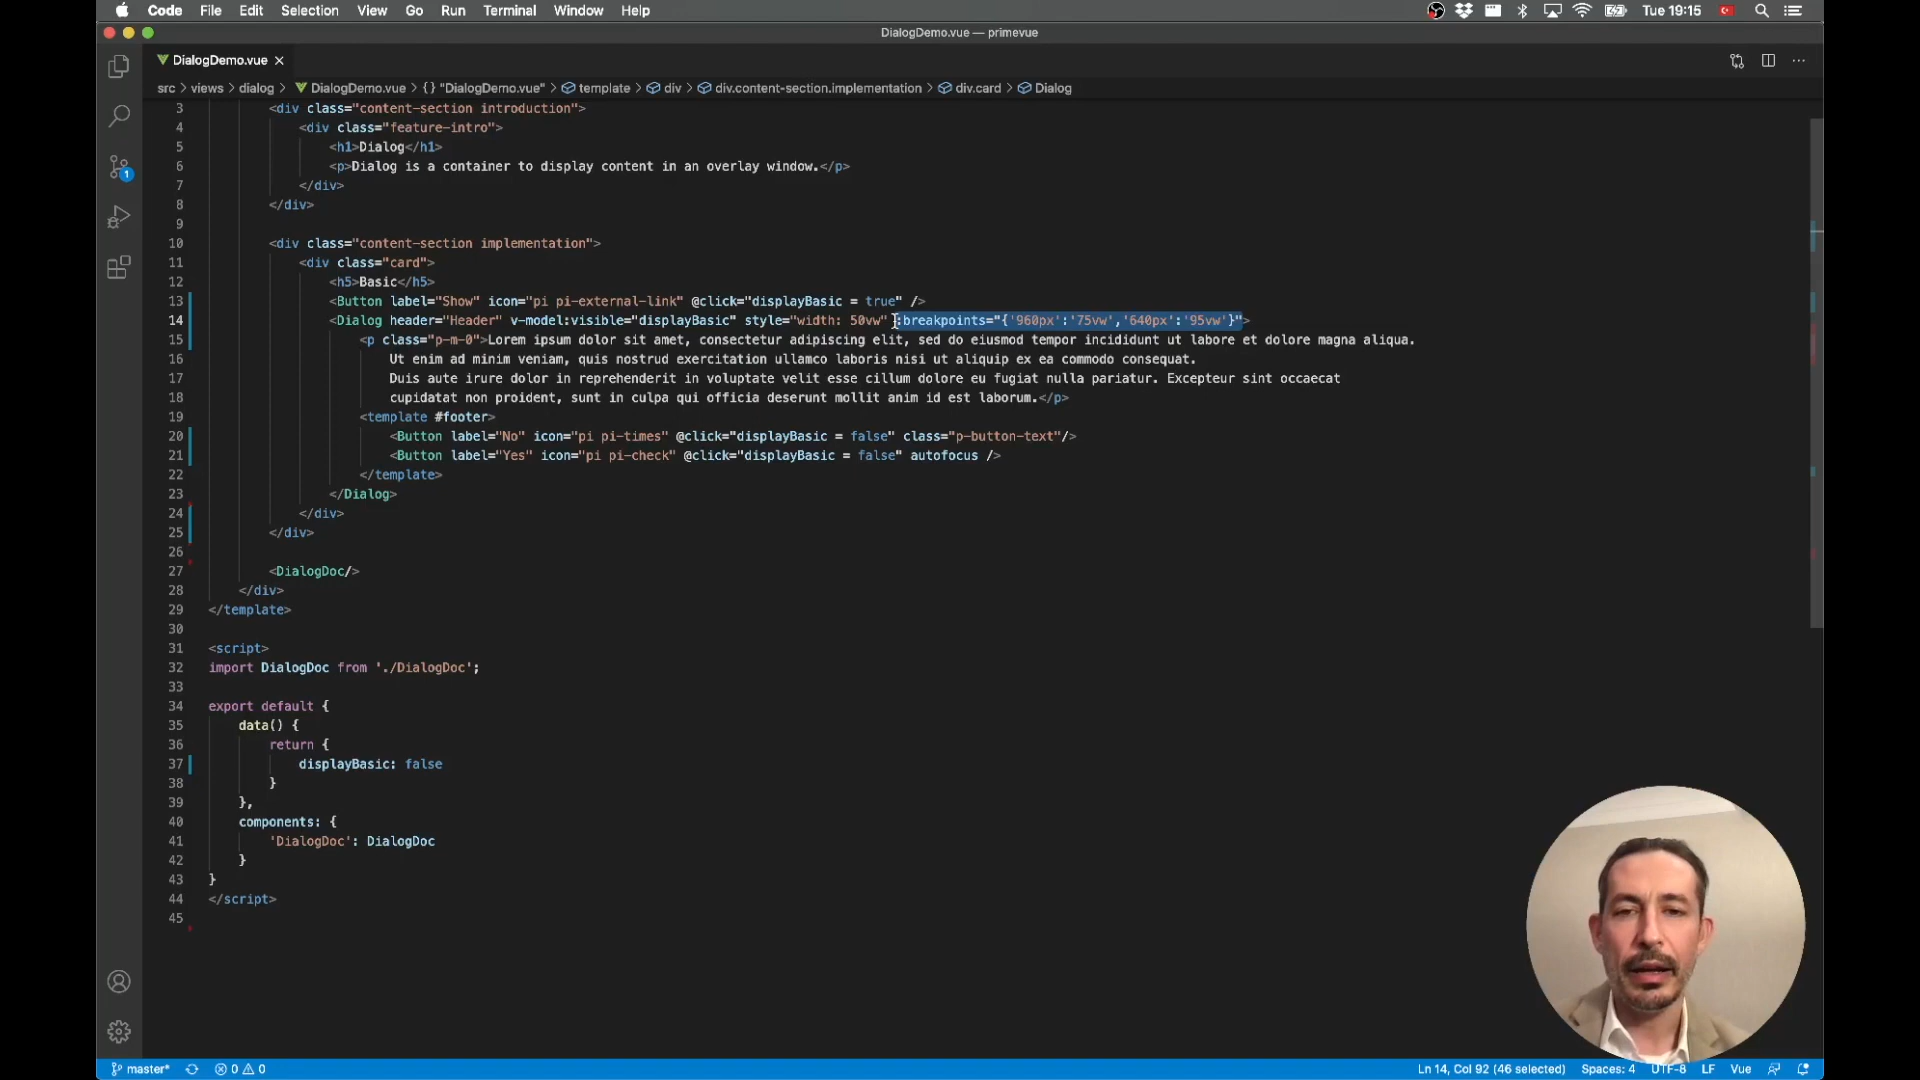 Code File Edit Selection View Go Run Terminal Window Help Tue 19:15
DialogDemo.vue — primevue
DialogDemo.vue
src > views > dialog > DialogDemo.vue > {} "DialogDemo.vue" > template > div > div.content-section.implementation > div.card > Dialog
3 <div class="content-section introduction">
4 <div class="feature-intro">
5 <h1>Dialog</h1>
6 <p>Dialog is a container to display content in an overlay window.</p>
7 </div>
8 </div>
9
10 <div class="content-section implementation">
11 <div class="card">
12 <h5>Basic</h5>
13 <Button label="Show" icon="pi pi-external-link" @click="displayBasic = true" />
14 <Dialog header="Header" v-model:visible="displayBasic" style="width: 50vw" :breakpoints="{'960px':'75vw','640px':'95vw'}">
15 <p class="p-m-0">Lorem ipsum dolor sit amet, consectetur adipiscing elit, sed do eiusmod tempor incididunt ut labore et dolore magna aliqua.
16 Ut enim ad minim veniam, quis nostrud exercitation ullamco laboris nisi ut aliquip ex ea commodo consequat.
17 Duis aute irure dolor in reprehenderit in voluptate velit esse cillum dolore eu fugiat nulla pariatur. Excepteur sint occaecat
18 cupidatat non proident, sunt in culpa qui officia deserunt mollit anim id est laborum.</p>
19 <template #footer>
20 <Button label="No" icon="pi pi-times" @click="displayBasic = false" class="p-button-text"/>
21 <Button label="Yes" icon="pi pi-check" @click="displayBasic = false" autofocus />
22 </template>
23 </Dialog>
24 </div>
25 </div>
26
27 <DialogDoc/>
28 </div>
29 </template>
30
31 <script>
32 import DialogDoc from './DialogDoc';
33
34 export default {
35 data() {
36 return {
37 displayBasic: false
38 }
39 },
40 components: {
41 'DialogDoc': DialogDoc
42 }
43 }
44 </script>
45
1
master* 0 0 Ln 14, Col 92 (46 selected) Spaces: 4 UTF-8 LF Vue